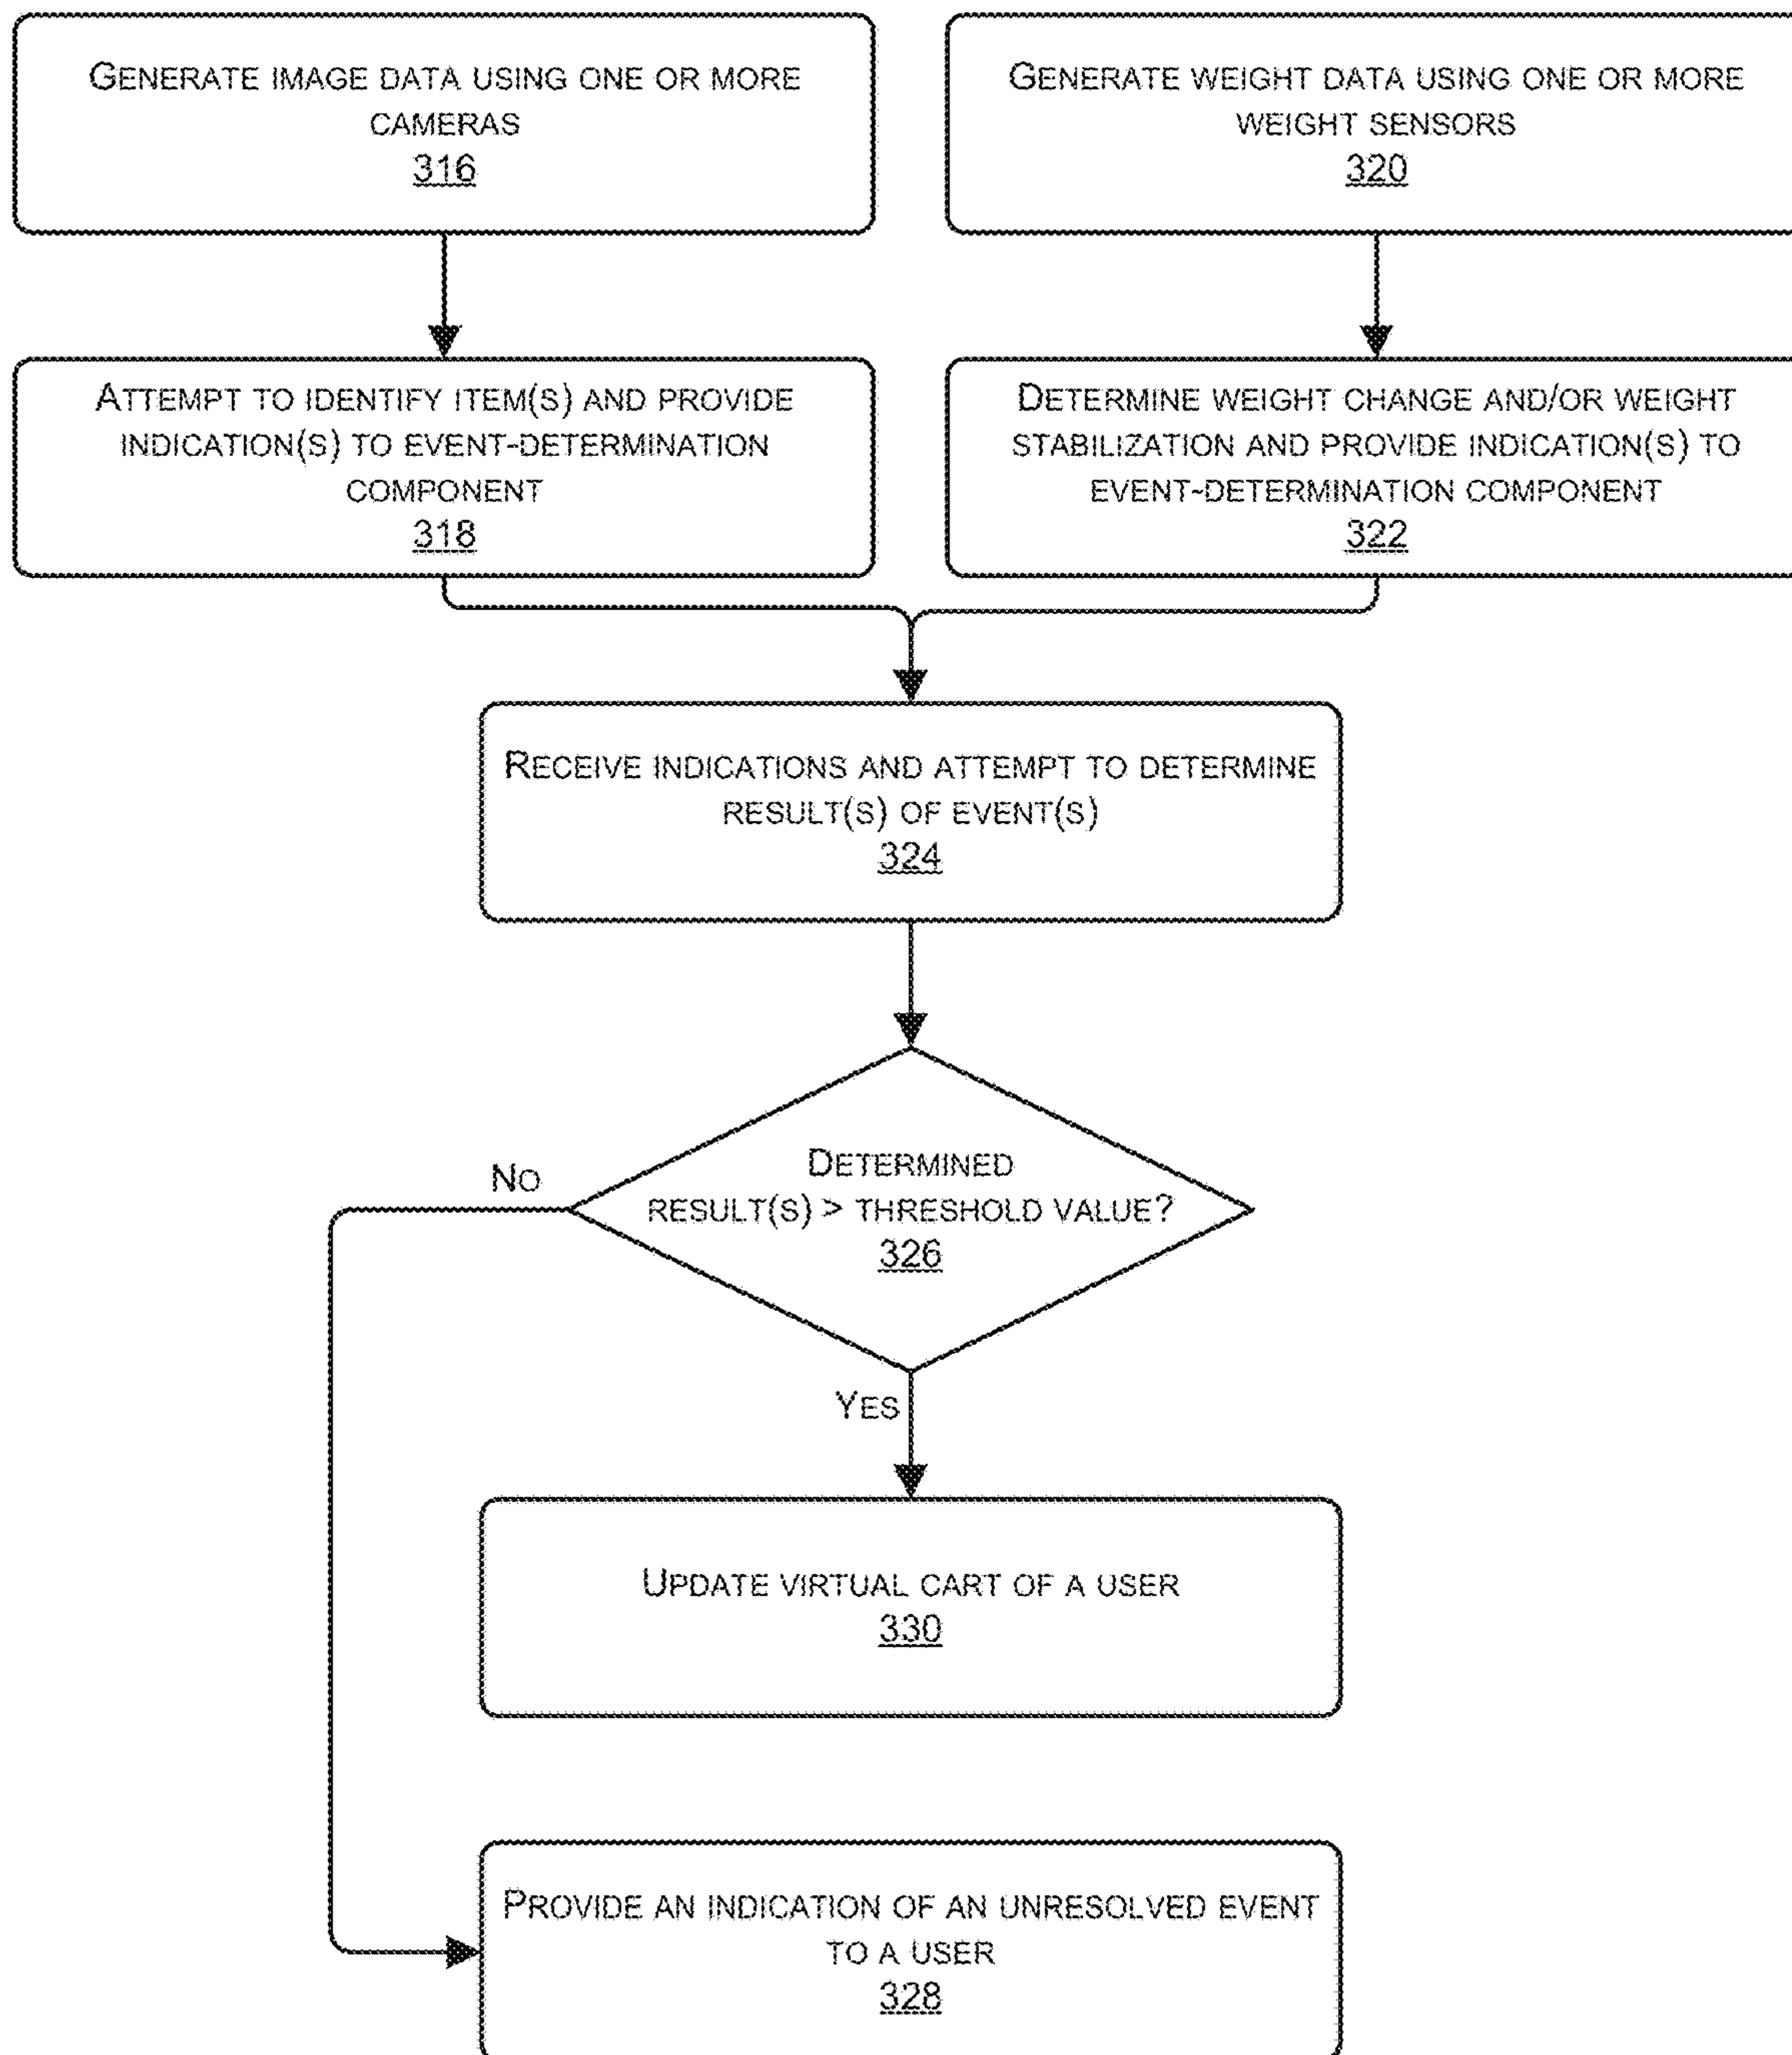 GENERATE IMAGE DATA USING ONE OR MORE
CAMERAS
316
GENERATE WEIGHT DATA USING ONE OR MORE
WEIGHT SENSORS
320
ATTEMPT TO IDENTIFY ITEM(S) AND PROVIDE
INDICATION(S) TO EVENT-DETERMINATION
COMPONENT
318
DETERMINE WEIGHT CHANGE AND/OR WEIGHT
STABILIZATION AND PROVIDE INDICATION(S) TO
EVENT-DETERMINATION COMPONENT
322
RECEIVE INDICATIONS AND ATTEMPT TO DETERMINE
RESULT(S) OF EVENT(S)
324
DETERMINED
RESULT(S) > THRESHOLD VALUE?
326
NO
YES
UPDATE VIRTUAL CART OF A USER
330
PROVIDE AN INDICATION OF AN UNRESOLVED EVENT
TO A USER
328